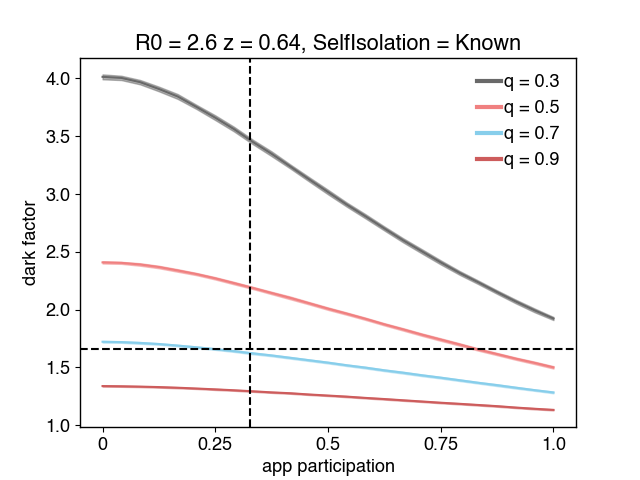 R0 = 2.6 z = 0.64, SelfIsolation = Known
dark factor
4.0
3.5
3.0
2.5
2.0
1.5
1.0
q = 0.3
q = 0.5
q = 0.7
q = 0.9
0
0.25
0.5
0.75
1.0
app participation